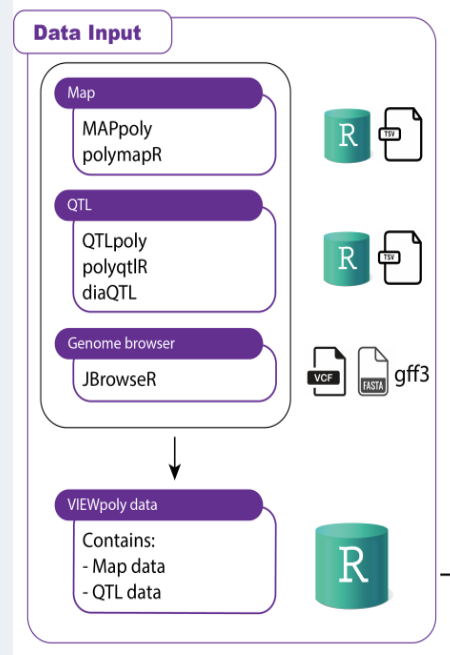 Data Input
Map
MAPpoly
polymapR
R
TSV
QTL
QTLpoly
polyqtlR
diaQTL
R
TSV
Genome browser
JBrowseR
VCF
FASTA
gff3
VIEWpoly data
Contains:
- Map data
- QTL data
R